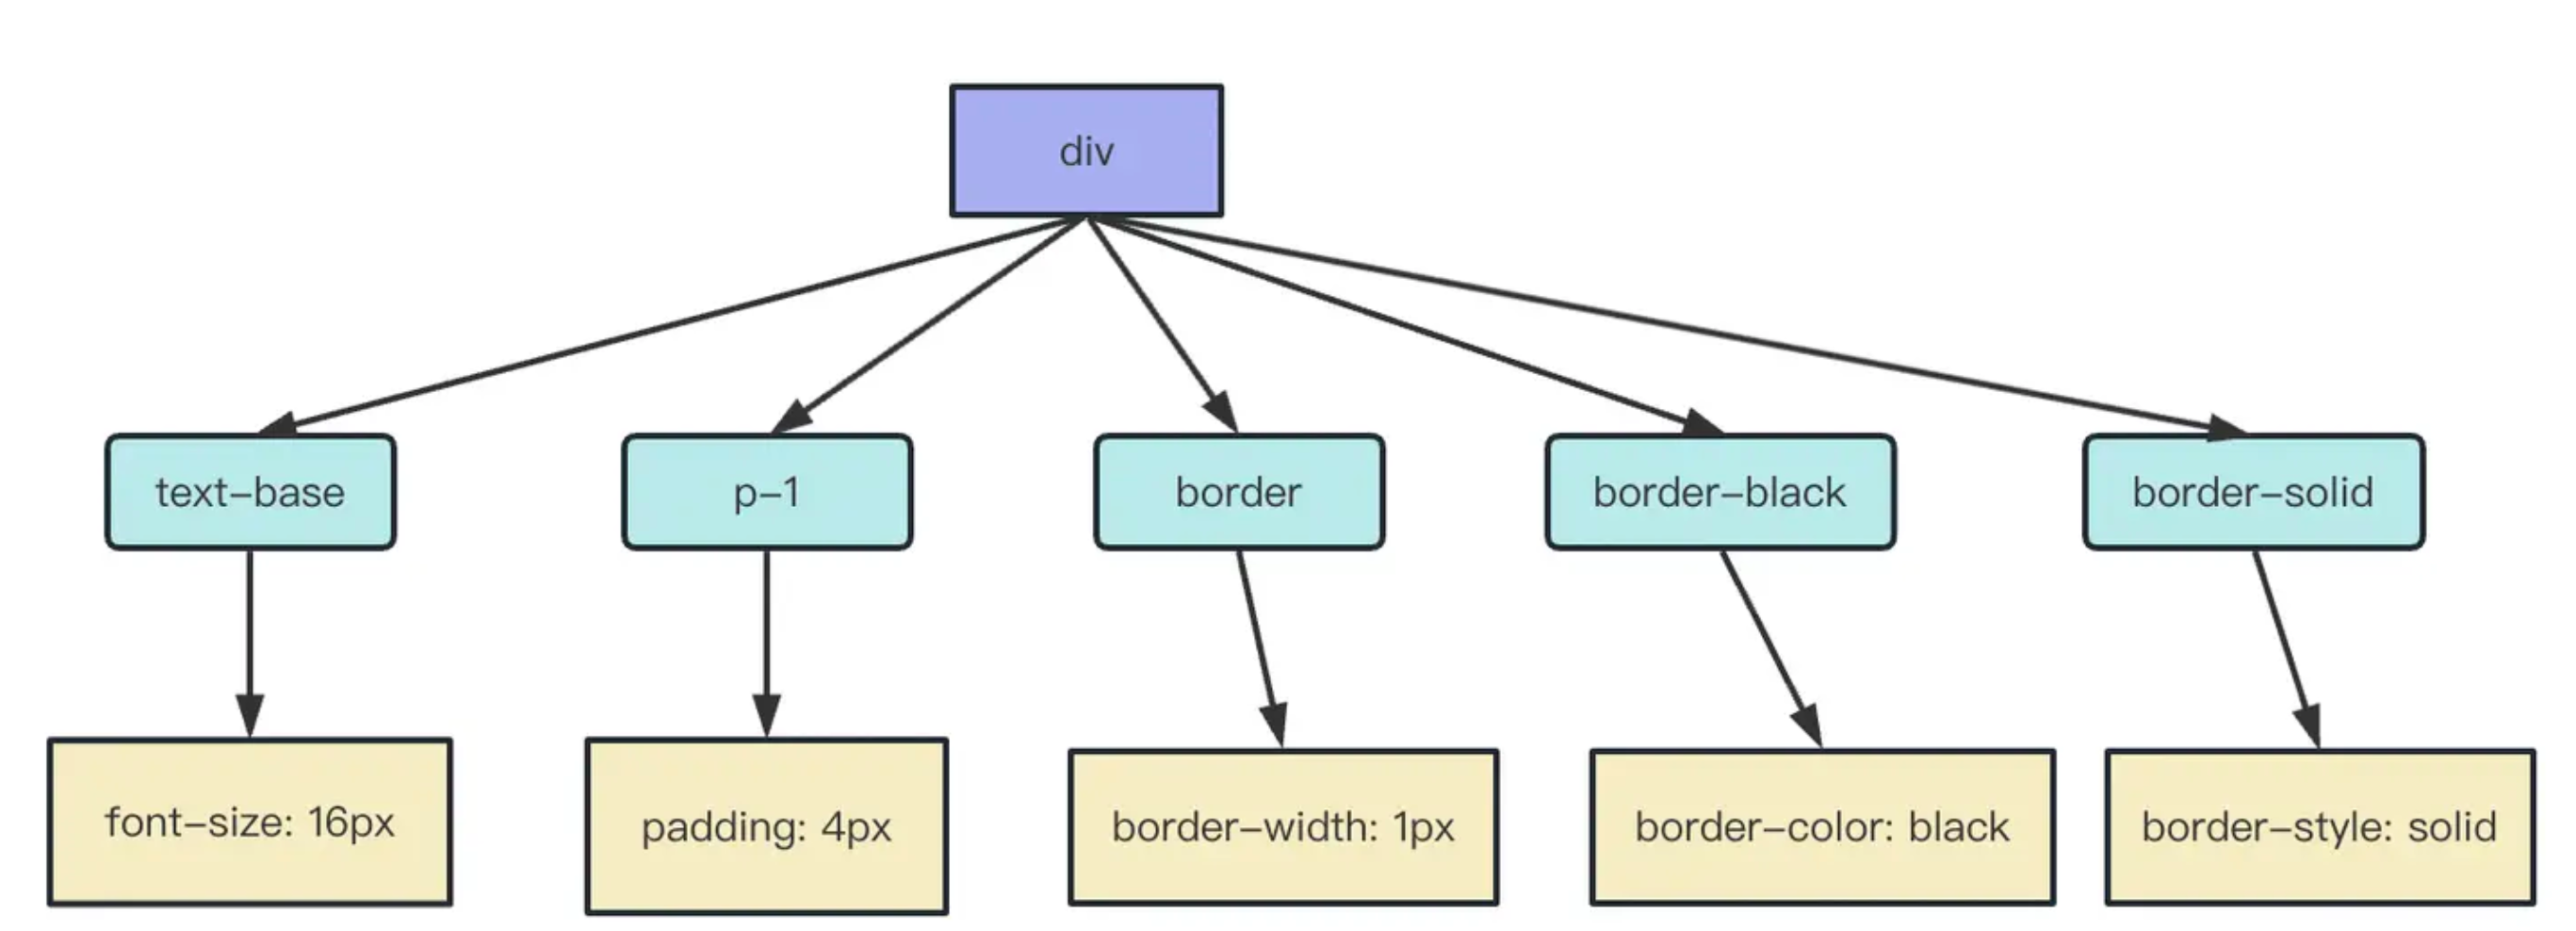 div
text-base
p-1
border
border-black
border-solid
font-size: 16px
padding: 4px
border-width: 1px
border-color: black
border-style: solid